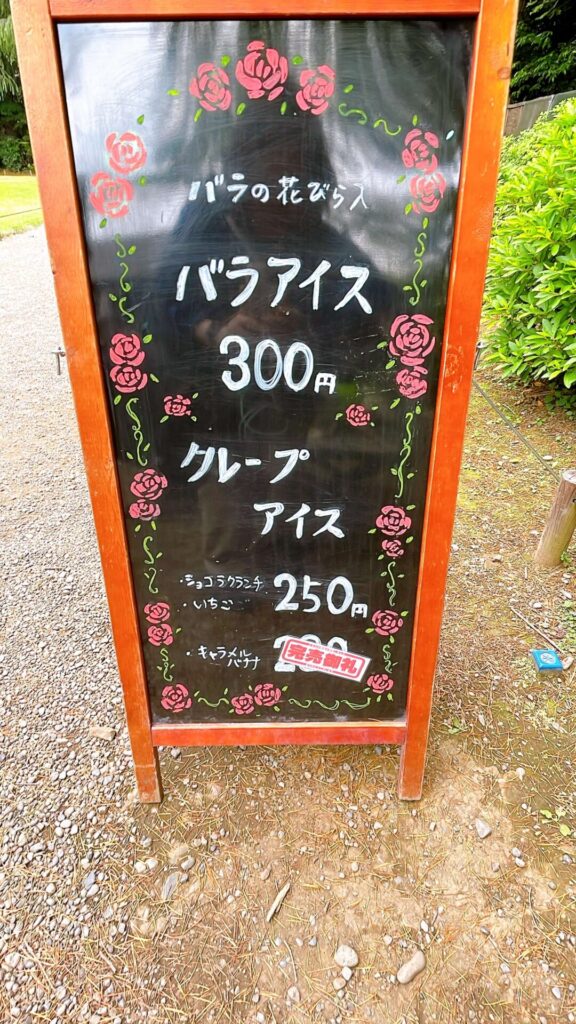 バラの花びら入
バラアイス
300円
クレープ
アイス
・ショコラクランチ
・いちご
250円
・キャラメル
バナナ
完売御礼